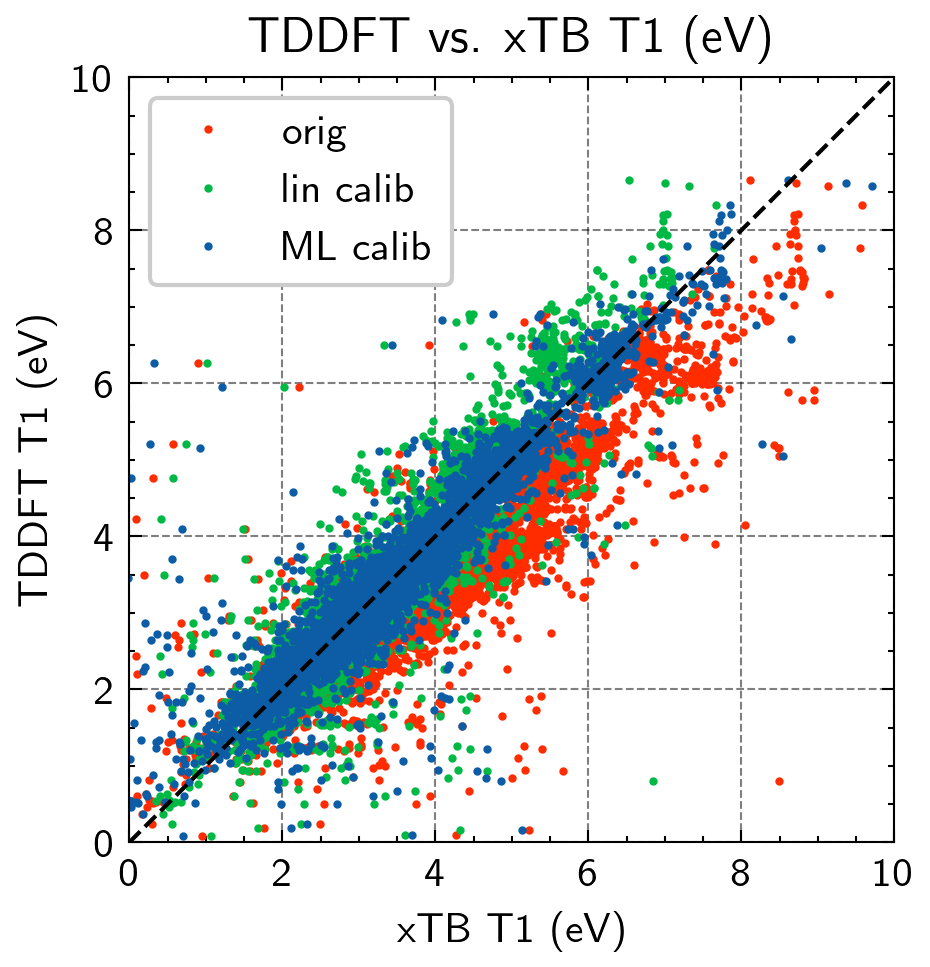 TDDFT vs. xTB T1 (eV)
10
8
6
4
2
0
TDDFT T1 (eV)
orig
lin calib
ML calib
0 2 4 6 8 10
xTB T1 (eV)